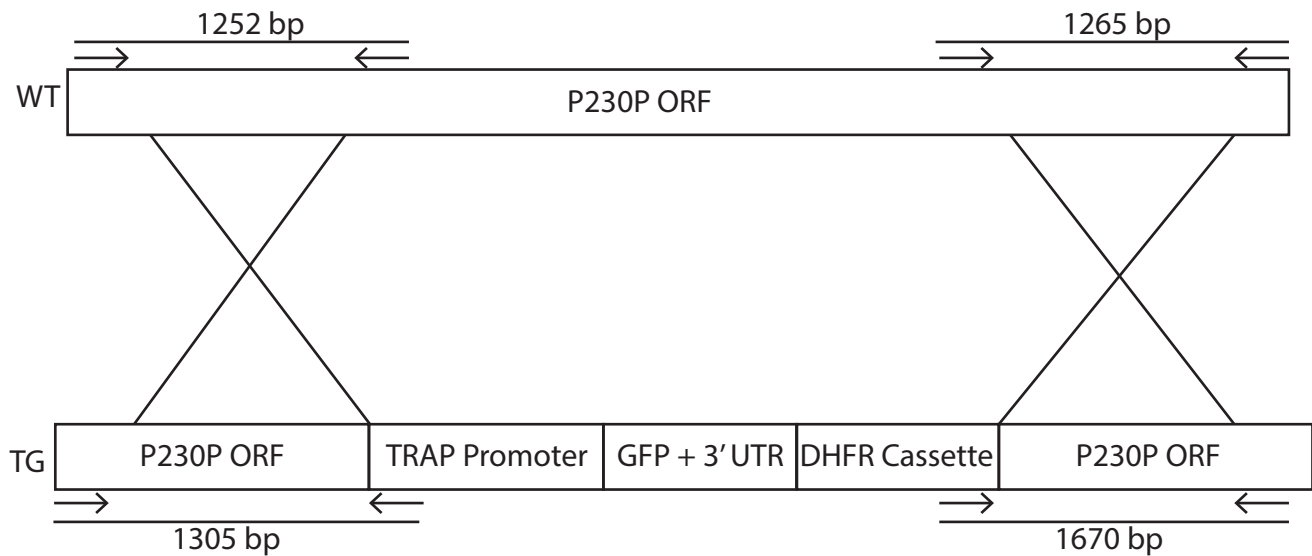 1252 bp
1265 bp
WT
P230P ORF
TG
P230P ORF
TRAP Promoter
GFP + 3' UTR
DHFR Cassette
P230P ORF
1305 bp
1670 bp